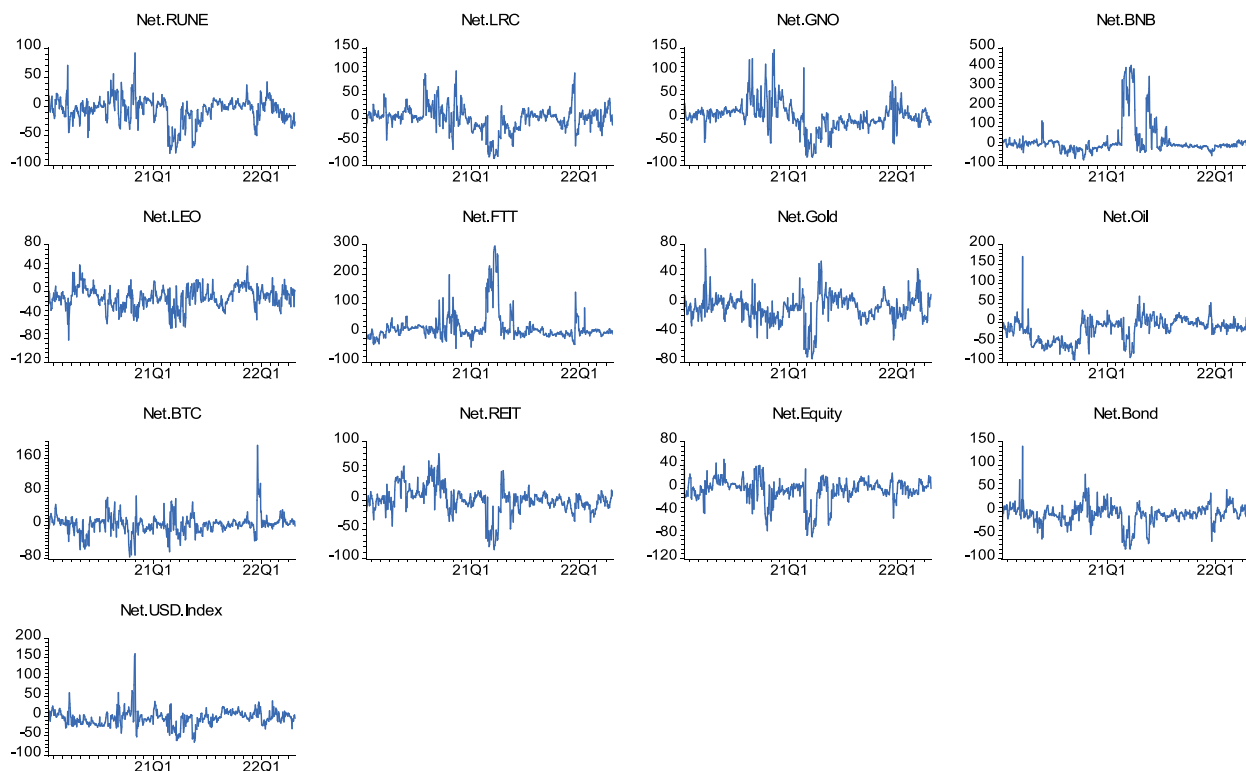 Net.RUNE Net.LRC Net.GNO Net.BNB
100 150 150 500
50 100 100 400
0 50 50 300
-50 0 0 200
-100 -50 -50 100
-100 -100 0
-100
21Q1 22Q1 21Q1 22Q1 21Q1 22Q1 21Q1 22Q1
Net.LEO Net.FTT Net.Gold Net.Oil
80 300 80 200
40 200 40 150
0 100 0 100
-40 0 -40 50
-80 -100 -80 0
-120 -50
-100
21Q1 22Q1 21Q1 22Q1 21Q1 22Q1 21Q1 22Q1
Net.BTC Net.REIT Net.Equity Net.Bond
160 100 80 150
80 50 40 100
0 0 0 50
-80 -50 -40 0
-100 -80 -50
-120 -100
21Q1 22Q1 21Q1 22Q1 21Q1 22Q1 21Q1 22Q1
Net.USD.Index
200
150
100
50
0
-50
-100
21Q1 22Q1